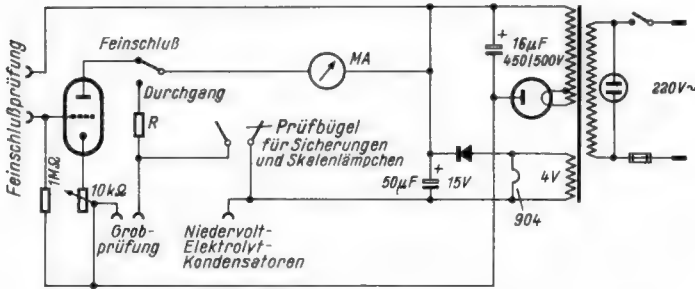 Feinschlußprüfung
Feinschluß
Durchgang
R
MA
+
16µF
450/500V
220V~
1MΩ
10kΩ
Grob-
prüfung
Niedervolt-
Elektrolyt-
Kondensatoren
Prüfbügel
für Sicherungen
und Skalenlämpchen
50µF
+
15V
4V
904